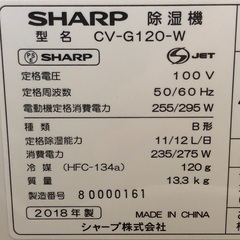 SHARP 除湿機
型名 CV-G120-W
SHARP S JET
定格電圧 100 V
定格周波数 50/60 Hz
電動機定格消費電力 255/295 W
種類 B形
定格除湿能力 11/12 L/日
消費電力 235/275 W
冷媒 (HFC-134a) 120 g
質量 13.3 kg
製造番号 80000161
2018年製 MADE IN CHINA
シャープ株式会社